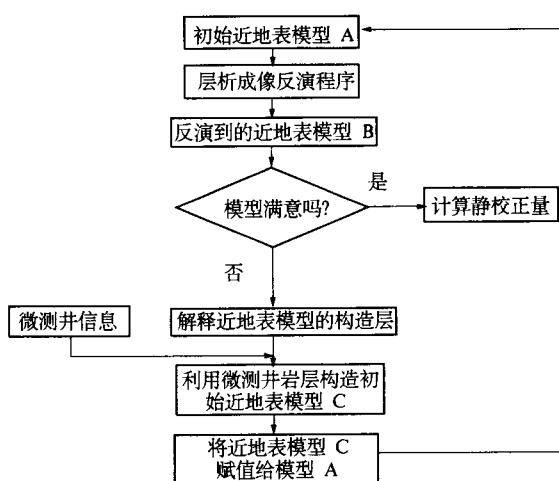 初始近地表模型 A
层析成像反演程序
反演到的近地表模型 B
模型满意吗?
是
计算静校正量
否
微测井信息
解释近地表模型的构造层
利用微测井岩层构造初
始近地表模型 C
将近地表模型 C
赋值给模型 A